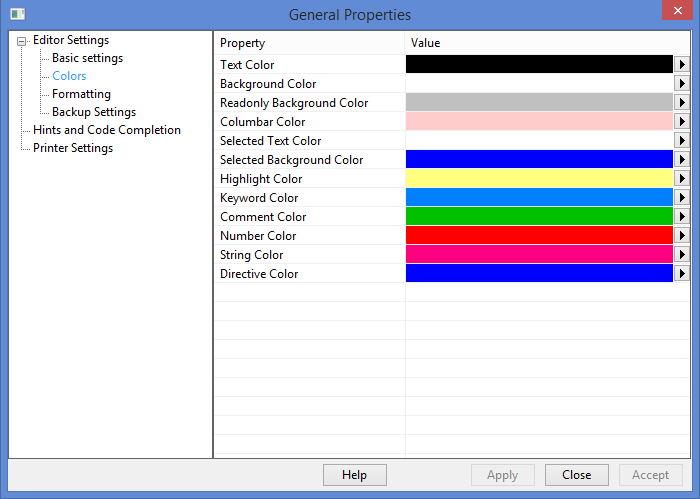 General Properties
Editor Settings
Basic settings
Colors
Formatting
Backup Settings
Hints and Code Completion
Printer Settings
Property Value
Text Color
Background Color
Readonly Background Color
Columbar Color
Selected Text Color
Selected Background Color
Highlight Color
Keyword Color
Comment Color
Number Color
String Color
Directive Color
Help Apply Close Accept